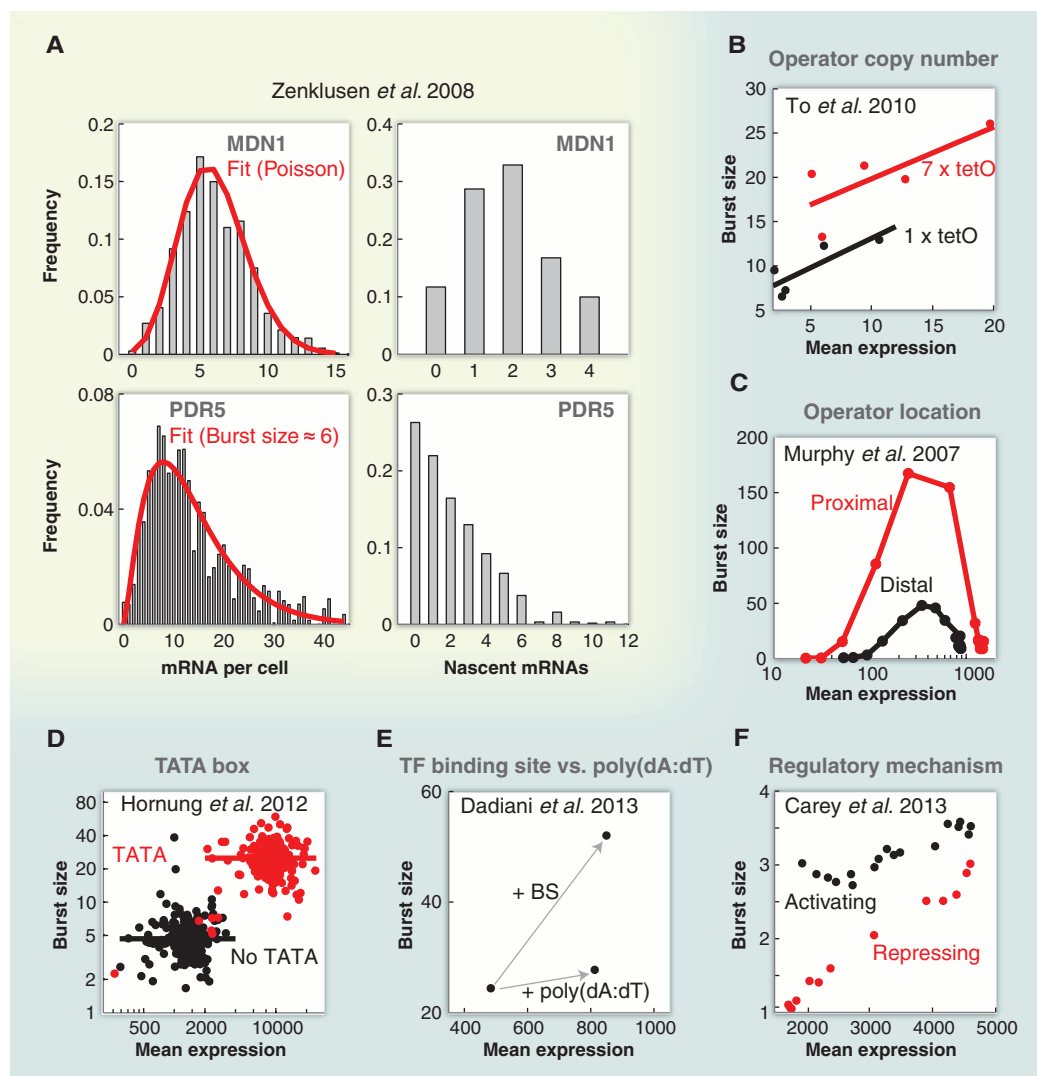 A
Zenklusen et al. 2008
0.2
0.15
0.1
0.05
0
Frequency
MDN1
Fit (Poisson)
0 5 10 15
0.4
0.3
0.2
0.1
0
MDN1
0 1 2 3 4
0.08
0.04
0
Frequency
PDR5
Fit (Burst size ≈ 6)
0 10 20 30 40
mRNA per cell
0.3
0.2
0.1
0
PDR5
0 2 4 6 8 10 12
Nascent mRNAs
B
Operator copy number
30
25
20
15
10
5
Burst size
To et al. 2010
7 x tetO
1 x tetO
5 10 15 20
Mean expression
C
Operator location
200
150
100
50
0
Burst size
Murphy et al. 2007
Proximal
Distal
10 100 1000
Mean expression
D
TATA box
80
40
20
10
5
2
1
Burst size
Hornung et al. 2012
TATA
No TATA
500 2000 10000
Mean expression
E
TF binding site vs. poly(dA:dT)
60
40
20
Burst size
Dadiani et al. 2013
+ BS
+ poly(dA:dT)
400 600 800 1000
Mean expression
F
Regulatory mechanism
4
3
2
1
Burst size
Carey et al. 2013
Activating
Repressing
2000 3000 4000 5000
Mean expression